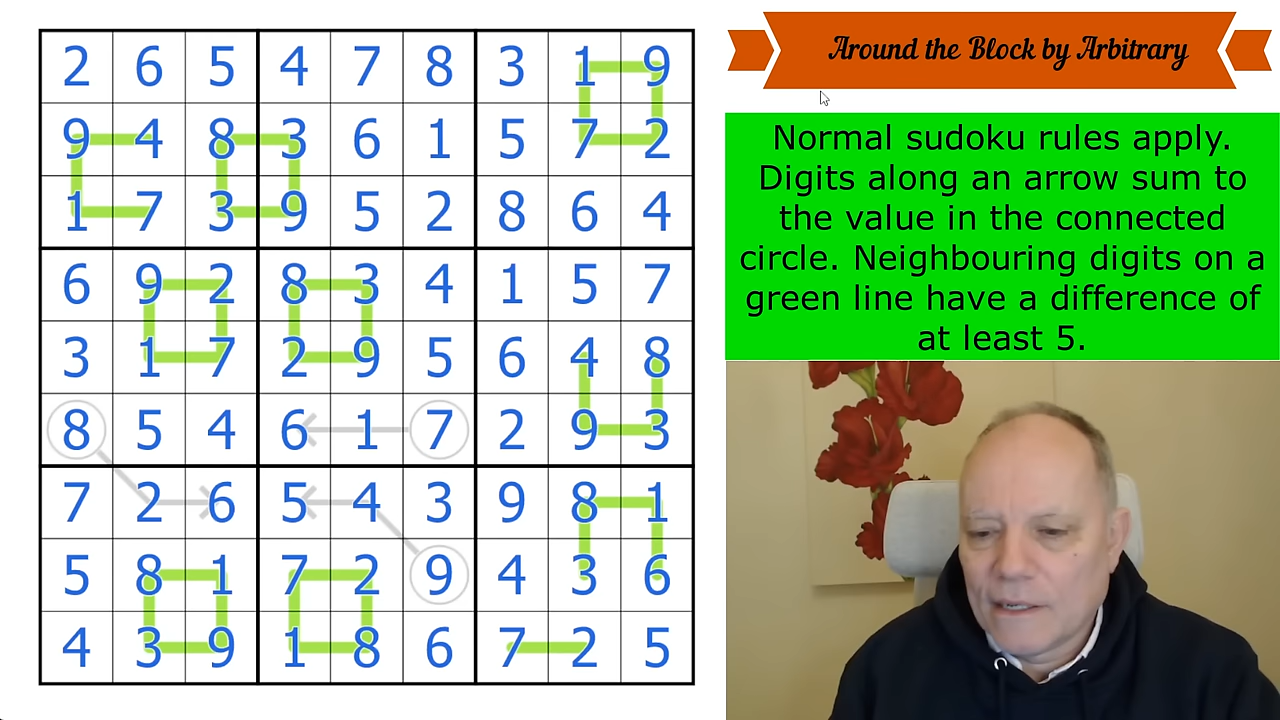 Around the Block by Arbitrary
Normal sudoku rules apply.
Digits along an arrow sum to
the value in the connected
circle. Neighbouring digits on a
green line have a difference of
at least 5.
2 6 5 4 7 8 3 1 9
9 4 8 3 6 1 5 7 2
1 7 3 9 5 2 8 6 4
6 9 2 8 3 4 1 5 7
3 1 7 2 9 5 6 4 8
8 5 4 6 1 7 2 9 3
7 2 6 5 4 3 9 8 1
5 8 1 7 2 9 4 3 6
4 3 9 1 8 6 7 2 5